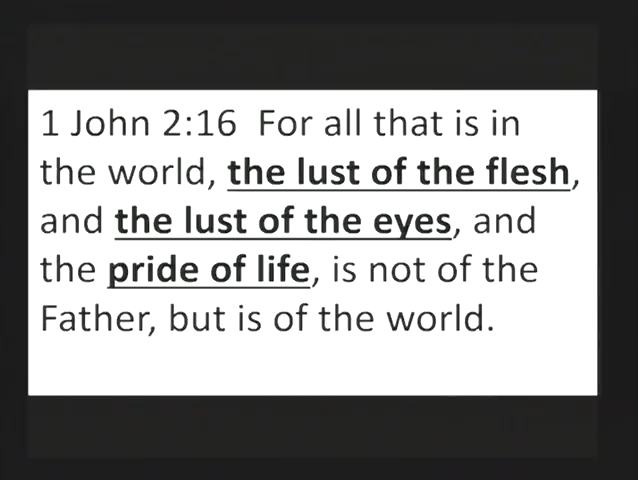 1 John 2:16  For all that is in
the world, the lust of the flesh,
and the lust of the eyes, and
the pride of life, is not of the
Father, but is of the world.